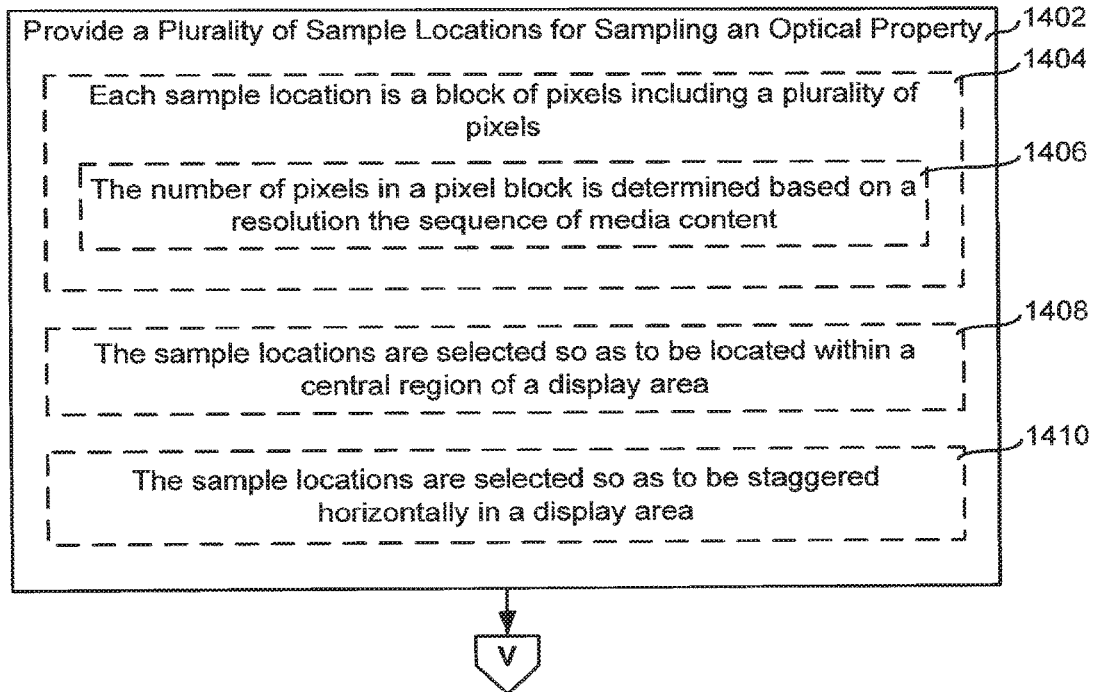 Provide a Plurality of Sample Locations for Sampling an Optical Property
1402
1404
Each sample location is a block of pixels including a plurality of
pixels
1406
The number of pixels in a pixel block is determined based on a
resolution the sequence of media content
1408
The sample locations are selected so as to be located within a
central region of a display area
1410
The sample locations are selected so as to be staggered
horizontally in a display area
V